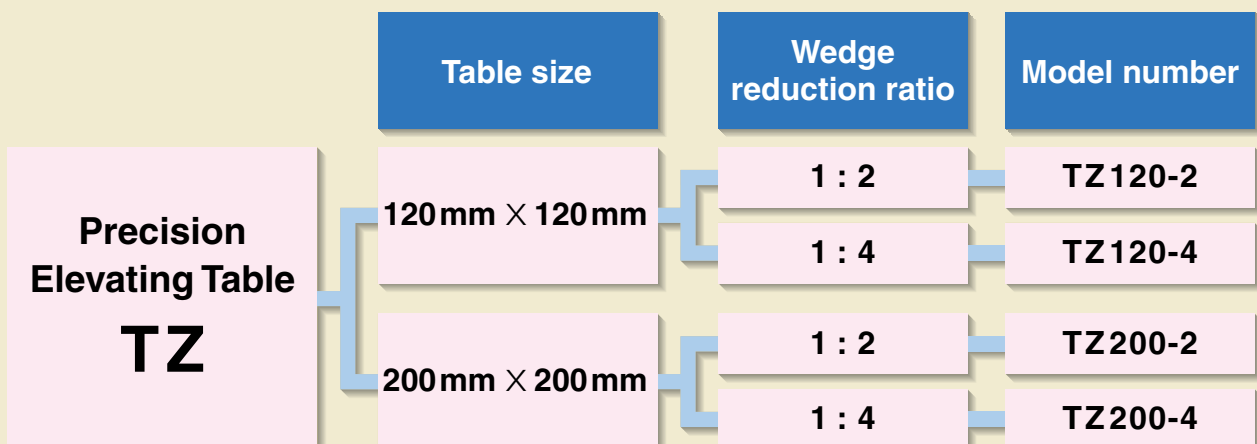 Table size
Wedge
reduction ratio
Model number
Precision
Elevating Table
TZ
120mm × 120mm
1 : 2
TZ120-2
1 : 4
TZ120-4
200mm × 200mm
1 : 2
TZ200-2
1 : 4
TZ200-4